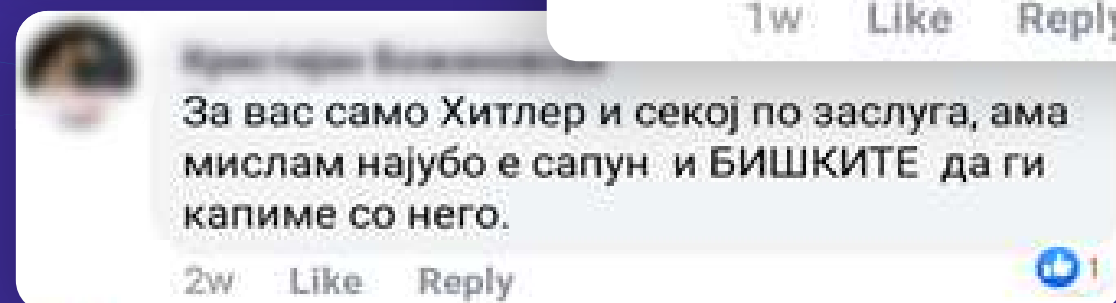 1w Like Reply
За вас само Хитлер и секој по заслуга, ама
мислам најубо е сапун и БИШКИТЕ да ги
капиме со него.
2w Like Reply
1